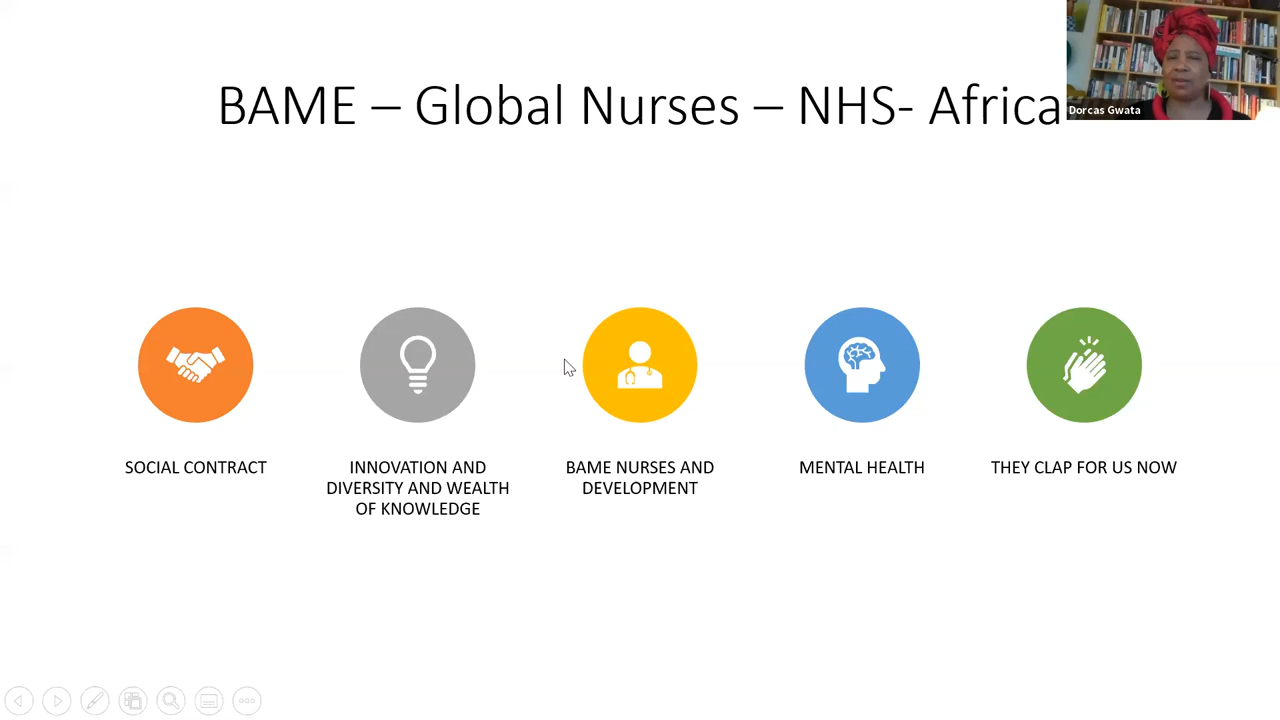 BAME – Global Nurses – NHS- Africa
Dorcas Gwata
SOCIAL CONTRACT
INNOVATION AND
DIVERSITY AND WEALTH
OF KNOWLEDGE
BAME NURSES AND
DEVELOPMENT
MENTAL HEALTH
THEY CLAP FOR US NOW